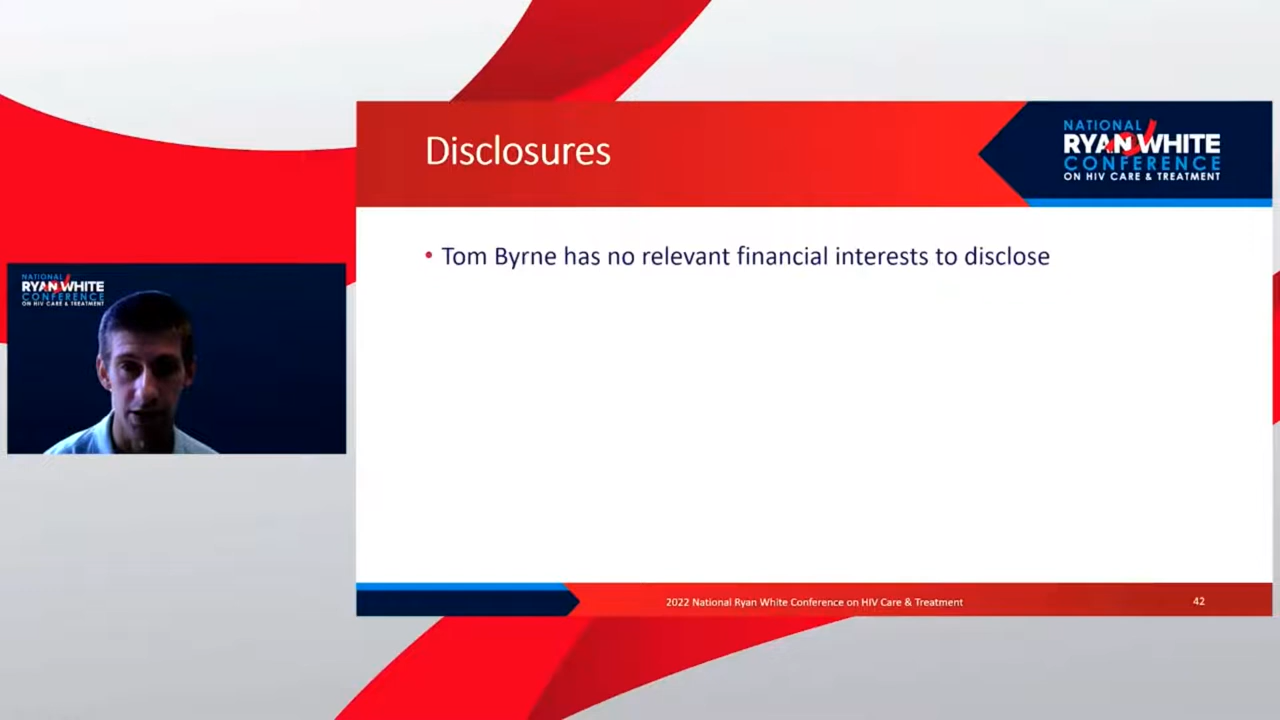 Disclosures
NATIONAL
RYAN WHITE
CONFERENCE
ON HIV CARE & TREATMENT
• Tom Byrne has no relevant financial interests to disclose
NATIONAL
RYAN WHITE
CONFERENCE
ON HIV CARE & TREATMENT
2022 National Ryan White Conference on HIV Care & Treatment
42